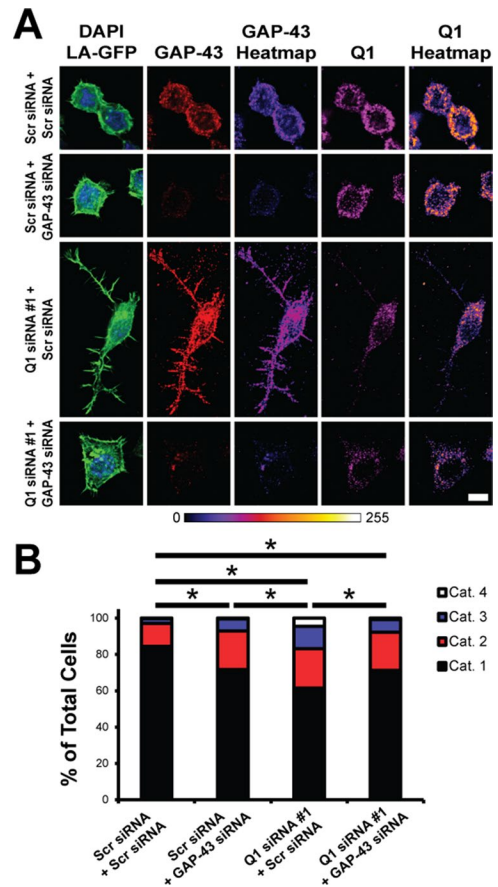 A
DAPI
LA-GFP
GAP-43
GAP-43
Heatmap
Q1
Q1
Heatmap
Scr siRNA +
Scr siRNA
Scr siRNA +
GAP-43 siRNA
Q1 siRNA #1 +
Scr siRNA
Q1 siRNA #1 +
GAP-43 siRNA
0
255
B
*
*
*
*
*
% of Total Cells
100
80
60
40
20
0
Cat. 4
Cat. 3
Cat. 2
Cat. 1
Scr siRNA
+ Scr siRNA
Scr siRNA
+ GAP-43 siRNA
Q1 siRNA #1
+ Scr siRNA
Q1 siRNA #1
+ GAP-43 siRNA